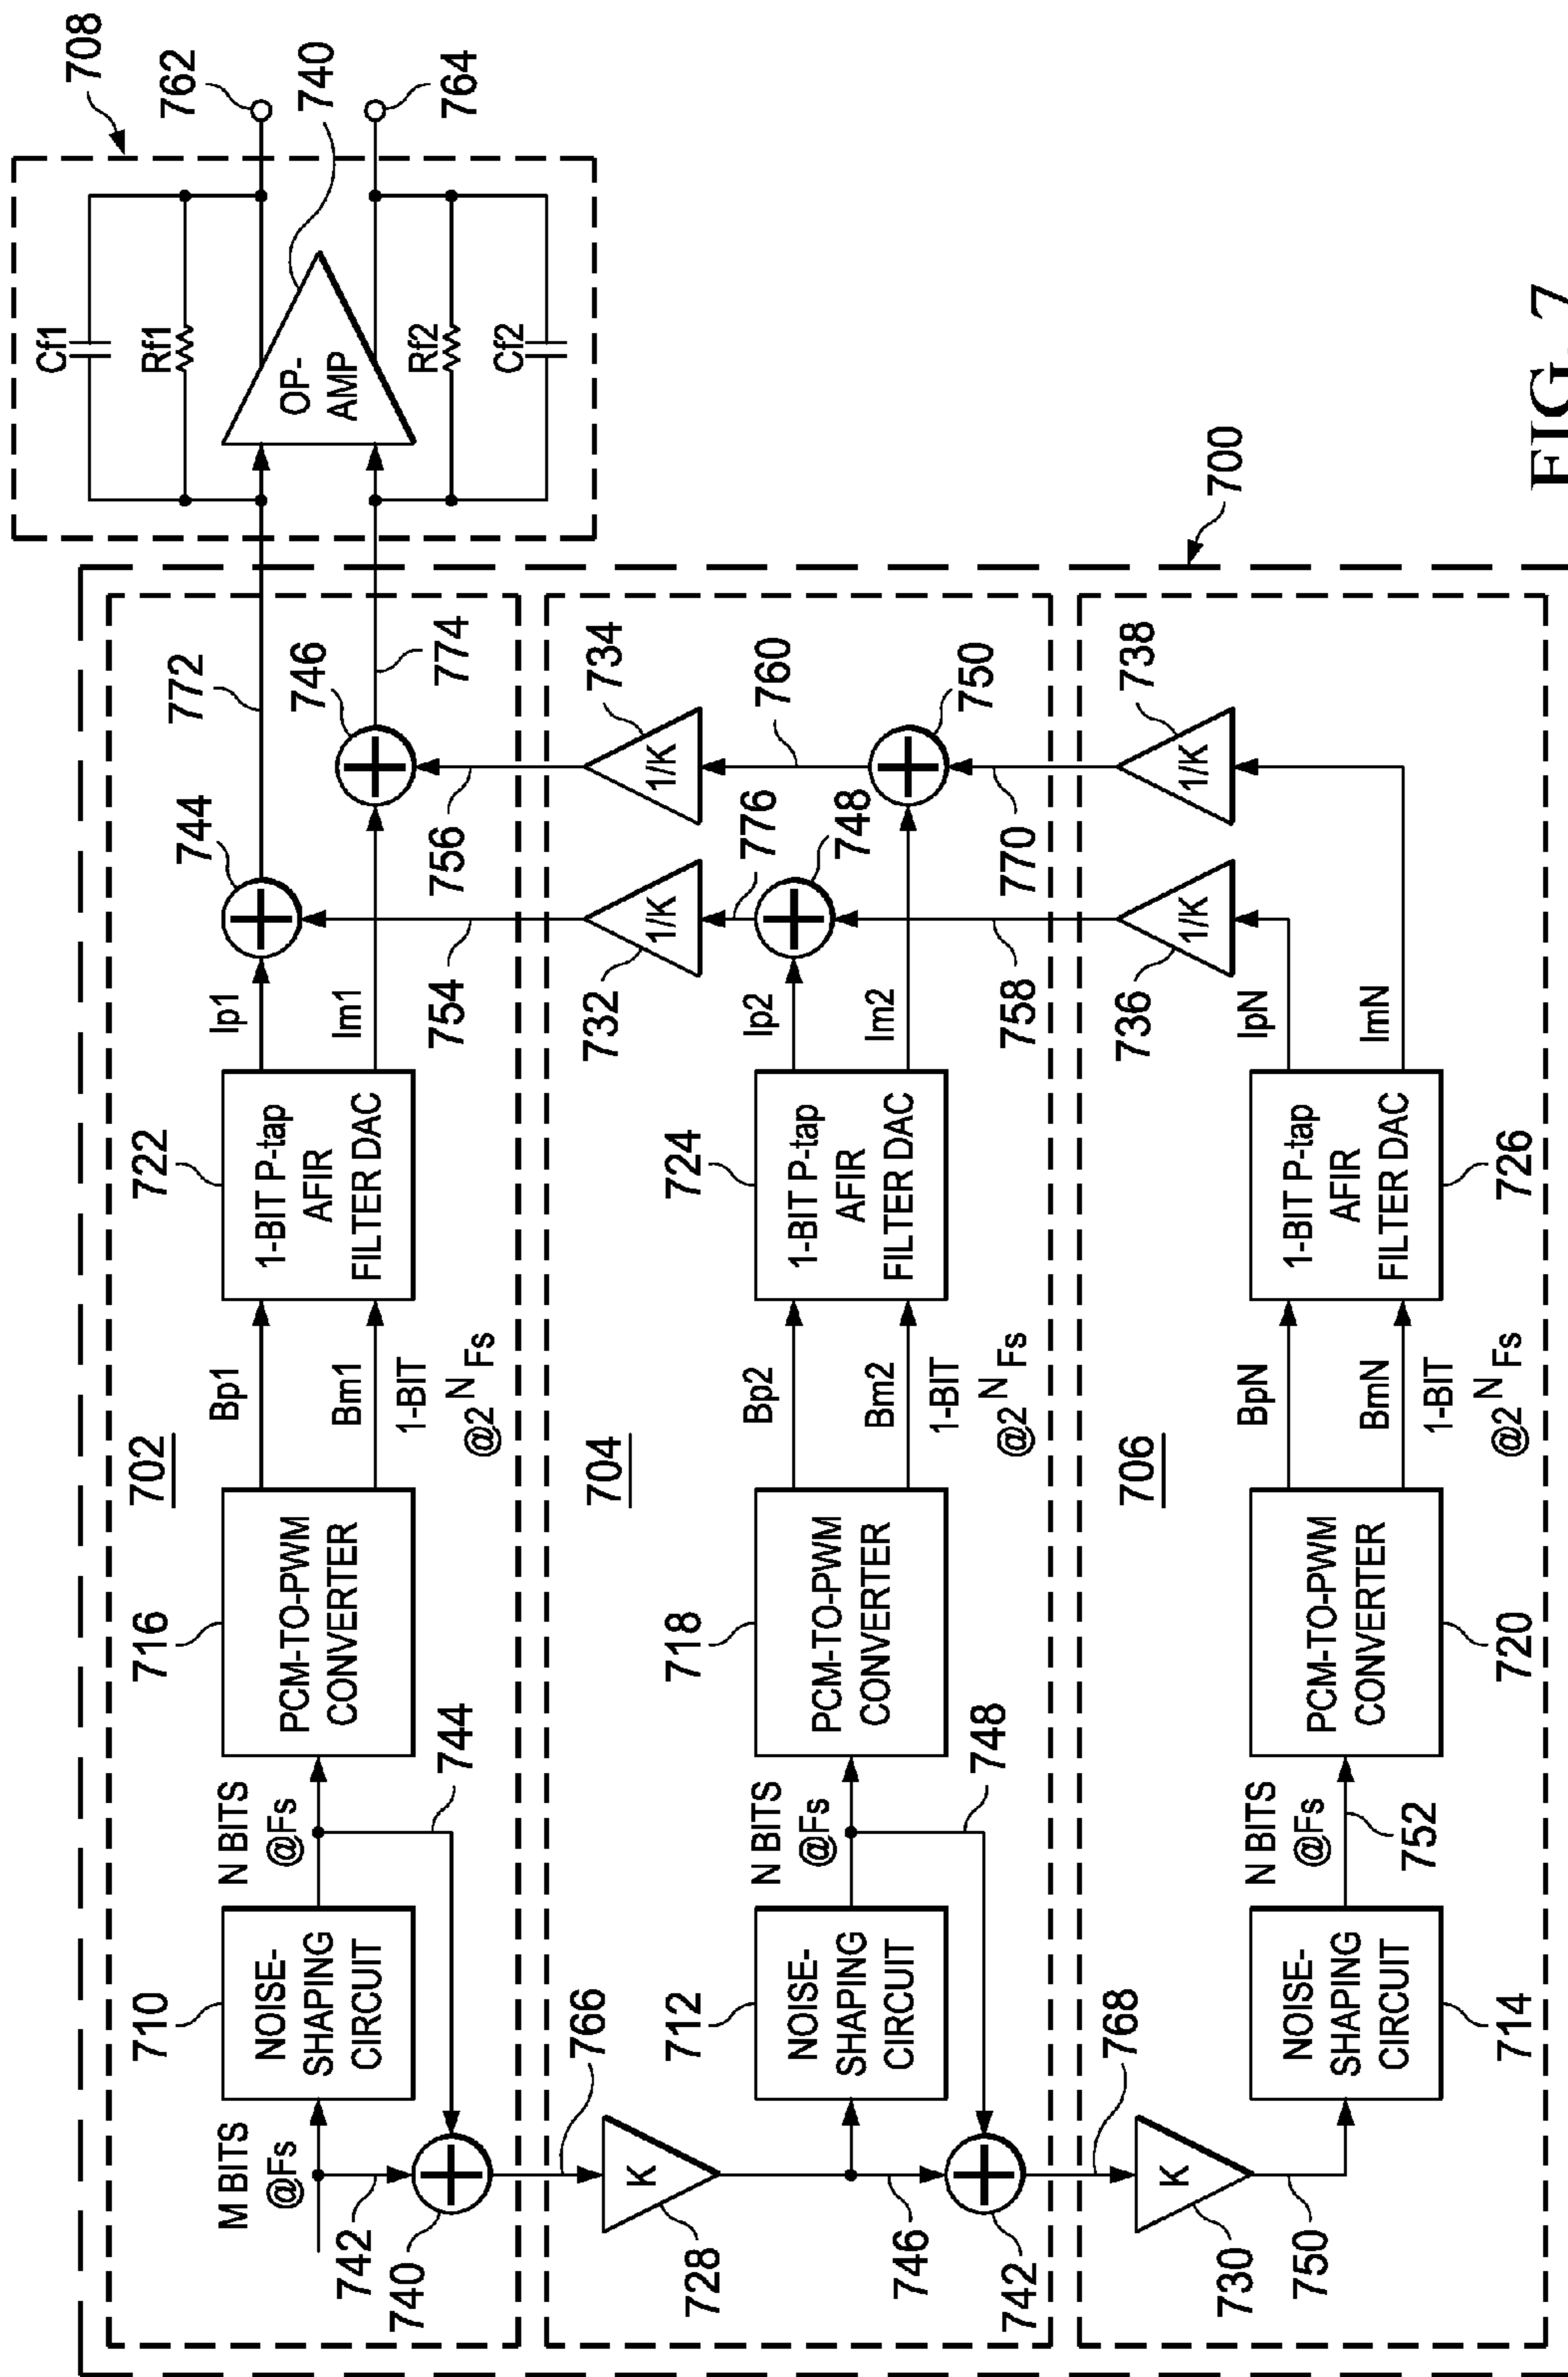 708
762
740
764
Cf1
Rf1
OP-
AMP
Rf2
Cf2
700
702
M BITS
@Fs
742
740
710
NOISE-
SHAPING
CIRCUIT
N BITS
@Fs
744
716
PCM-TO-PWM
CONVERTER
Bp1
Bm1
1-BIT
@2^N Fs
722
1-BIT P-tap
AFIR
FILTER DAC
Ip1
Im1
744
746
772
774
754
756
766
704
K
728
746
742
712
NOISE-
SHAPING
CIRCUIT
N BITS
@Fs
748
718
PCM-TO-PWM
CONVERTER
Bp2
Bm2
1-BIT
@2^N Fs
724
1-BIT P-tap
AFIR
FILTER DAC
Ip2
Im2
732
1/K
734
1/K
776
748
760
750
758
770
768
706
K
730
750
714
NOISE-
SHAPING
CIRCUIT
N BITS
@Fs
752
720
PCM-TO-PWM
CONVERTER
BpN
BmN
1-BIT
@2^N Fs
726
1-BIT P-tap
AFIR
FILTER DAC
IpN
ImN
736
1/K
738
1/K
FIG. 7